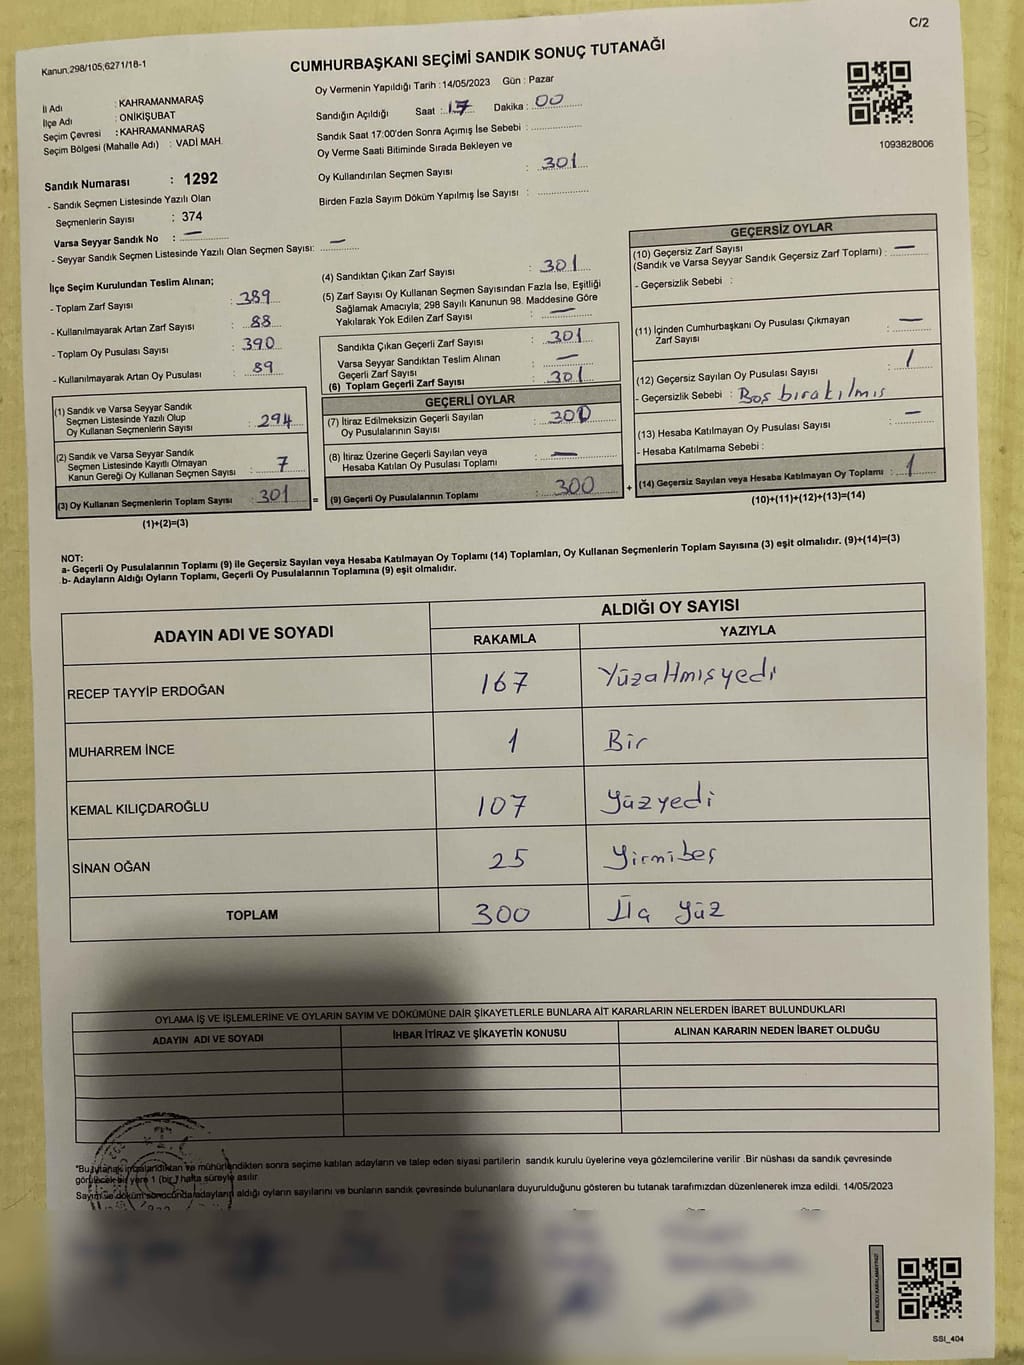 C/2
Kanun.298/105,6271/18-1
CUMHURBAŞKANI SEÇİMİ SANDIK SONUÇ TUTANAĞI
Oy Vermenin Yapıldığı Tarih : 14/05/2023 Gün : Pazar
İl Adı : KAHRAMANMARAŞ
İlçe Adı : ONİKİŞUBAT
Seçim Çevresi : KAHRAMANMARAŞ
Seçim Bölgesi (Mahalle Adı) : VADİ MAH.
Sandığın Açıldığı Saat : 17 Dakika : 00
Sandık Saat 17:00'den Sonra Açımış İse Sebebi :
Oy Verme Saati Bitiminde Sırada Bekleyen ve
Oy Kullandırılan Seçmen Sayısı : 301
Birden Fazla Sayım Döküm Yapılmış İse Sayısı :
1093828006
Sandık Numarası : 1292
- Sandık Seçmen Listesinde Yazılı Olan
Seçmenlerin Sayısı : 374
Varsa Seyyar Sandık No : —
- Seyyar Sandık Seçmen Listesinde Yazılı Olan Seçmen Sayısı: —
İlçe Seçim Kurulundan Teslim Alınan;
- Toplam Zarf Sayısı : 389
- Kullanılmayarak Artan Zarf Sayısı : 88
- Toplam Oy Pusulası Sayısı : 390
- Kullanılmayarak Artan Oy Pusulası : 89
(1) Sandık ve Varsa Seyyar Sandık
Seçmen Listesinde Yazılı Olup
Oy Kullanan Seçmenlerin Sayısı : 294
(2) Sandık ve Varsa Seyyar Sandık
Seçmen Listesinde Kayıtlı Olmayan
Kanun Gereği Oy Kullanan Seçmen Sayısı : 7
(3) Oy Kullanan Seçmenlerin Toplam Sayısı : 301 =
(1)+(2)=(3)
(4) Sandıktan Çıkan Zarf Sayısı : 301
(5) Zarf Sayısı Oy Kullanan Seçmen Sayısından Fazla İse, Eşitliği
Sağlamak Amacıyla; 298 Sayılı Kanunun 98. Maddesine Göre
Yakılarak Yok Edilen Zarf Sayısı : —
Sandıkta Çıkan Geçerli Zarf Sayısı : 301
Varsa Seyyar Sandıktan Teslim Alınan
Geçerli Zarf Sayısı : —
(6) Toplam Geçerli Zarf Sayısı : 301
GEÇERLİ OYLAR
(7) İtiraz Edilmeksizin Geçerli Sayılan
Oy Pusulalarının Sayısı : 300
(8) İtiraz Üzerine Geçerli Sayılan veya
Hesaba Katılan Oy Pusulası Toplamı : —
(9) Geçerli Oy Pusulalarının Toplamı : 300 +
GEÇERSİZ OYLAR
(10) Geçersiz Zarf Sayısı
(Sandık ve Varsa Seyyar Sandık Geçersiz Zarf Toplamı) : —
- Geçersizlik Sebebi :
(11) İçinden Cumhurbaşkanı Oy Pusulası Çıkmayan
Zarf Sayısı : —
(12) Geçersiz Sayılan Oy Pusulası Sayısı : 1
- Geçersizlik Sebebi : Boş bırakılmış
(13) Hesaba Katılmayan Oy Pusulası Sayısı : —
- Hesaba Katılmama Sebebi :
(14) Geçersiz Sayılan veya Hesaba Katılmayan Oy Toplamı : 1
(10)+(11)+(12)+(13)=(14)
NOT:
a- Geçerli Oy Pusulalarının Toplamı (9) ile Geçersiz Sayılan veya Hesaba Katılmayan Oy Toplamı (14) Toplamları, Oy Kullanan Seçmenlerin Toplam Sayısına (3) eşit olmalıdır. (9)+(14)=(3)
b- Adayların Aldığı Oyların Toplamı, Geçerli Oy Pusulalarının Toplamına (9) eşit olmalıdır.
ADAYIN ADI VE SOYADI
ALDIĞI OY SAYISI
RAKAMLA YAZIYLA
RECEP TAYYİP ERDOĞAN 167 Yüzaltmışyedi
MUHARREM İNCE 1 Bir
KEMAL KILIÇDAROĞLU 107 Yüzyedi
SİNAN OĞAN 25 Yirmibeş
TOPLAM 300 Üç yüz
OYLAMA İŞ VE İŞLEMLERİNE VE OYLARIN SAYIM VE DÖKÜMÜNE DAİR ŞİKAYETLERLE BUNLARA AİT KARARLARIN NELERDEN İBARET BULUNDUKLARI
ADAYIN ADI VE SOYADI İHBAR İTİRAZ VE ŞİKAYETİN KONUSU ALINAN KARARIN NEDEN İBARET OLDUĞU
*Bu tutanak imzalandıktan ve mühürlendikten sonra seçime katılan adayların ve talep eden siyasi partilerin sandık kurulu üyelerine veya gözlemcilerine verilir .Bir nüshası da sandık çevresinde
görülecek bir yere 1 (bir) hafta süreyle asılır.
Sayım ve döküm sonucunda adayların aldığı oyların sayılarını ve bunların sandık çevresinde bulunanlara duyurulduğunu gösteren bu tutanak tarafımızdan düzenlenerek imza edildi. 14/05/2023
SSI_404